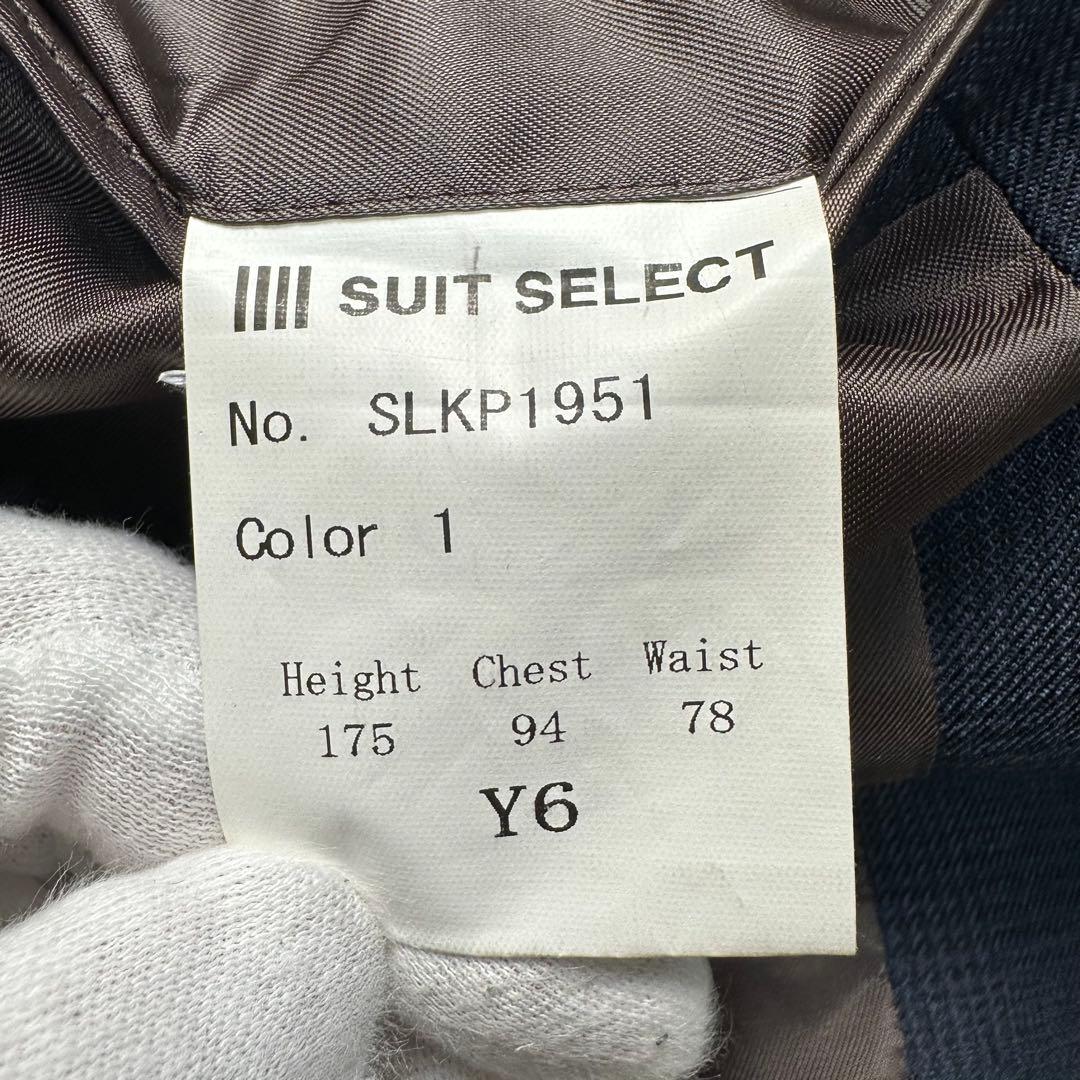 SUIT SELECT
No. SLKP1951
Color 1
Height Chest Waist
175 94 78
Y6